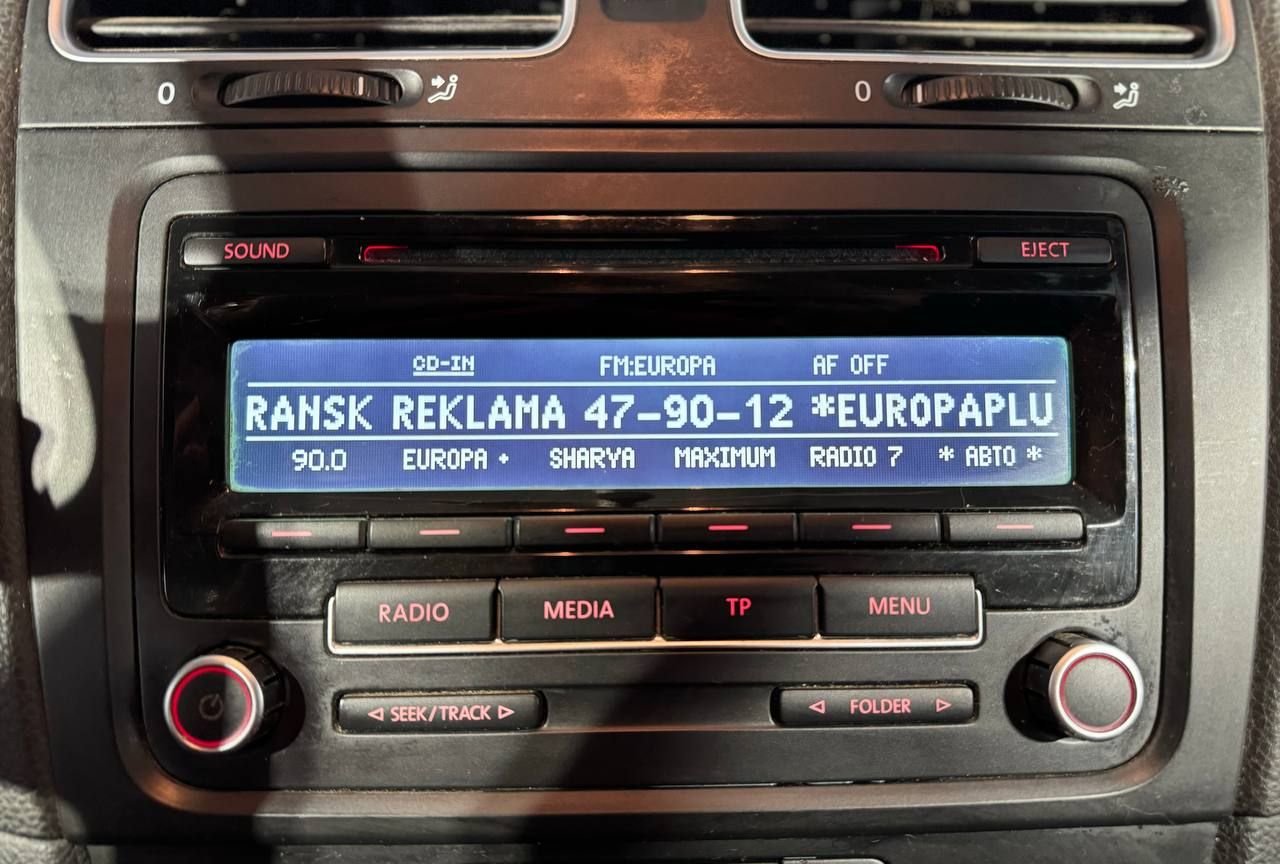 0 0
SOUND EJECT
CD-IN FM:EUROPA AF OFF
RANSK REKLAMA 47-90-12 *EUROPAPLU
90.0 EUROPA + SHARYA MAXIMUM RADIO 7 * ABTO *
RADIO MEDIA TP MENU
◁ SEEK/TRACK ▷ ◁ FOLDER ▷